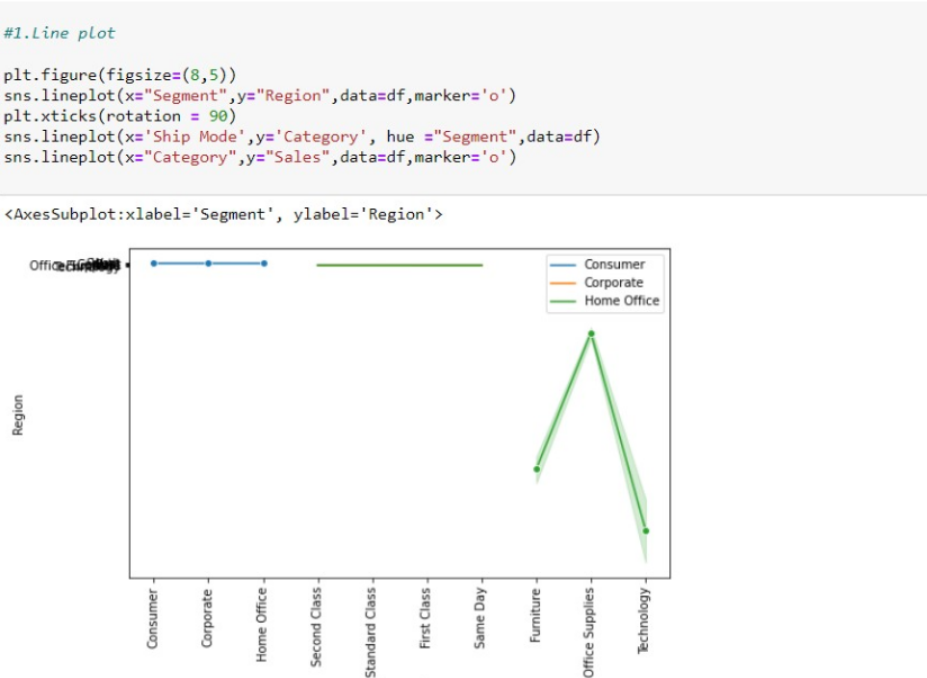 #1.Line plot
plt.figure(figsize=(8,5))
sns.lineplot(x="Segment",y="Region",data=df,marker='o')
plt.xticks(rotation = 90)
sns.lineplot(x='Ship Mode',y='Category', hue ="Segment",data=df)
sns.lineplot(x="Category",y="Sales",data=df,marker='o')
<AxesSubplot:xlabel='Segment', ylabel='Region'>
Consumer
Corporate
Home Office
Region
Consumer
Corporate
Home Office
Second Class
Standard Class
First Class
Same Day
Furniture
Office Supplies
Technology